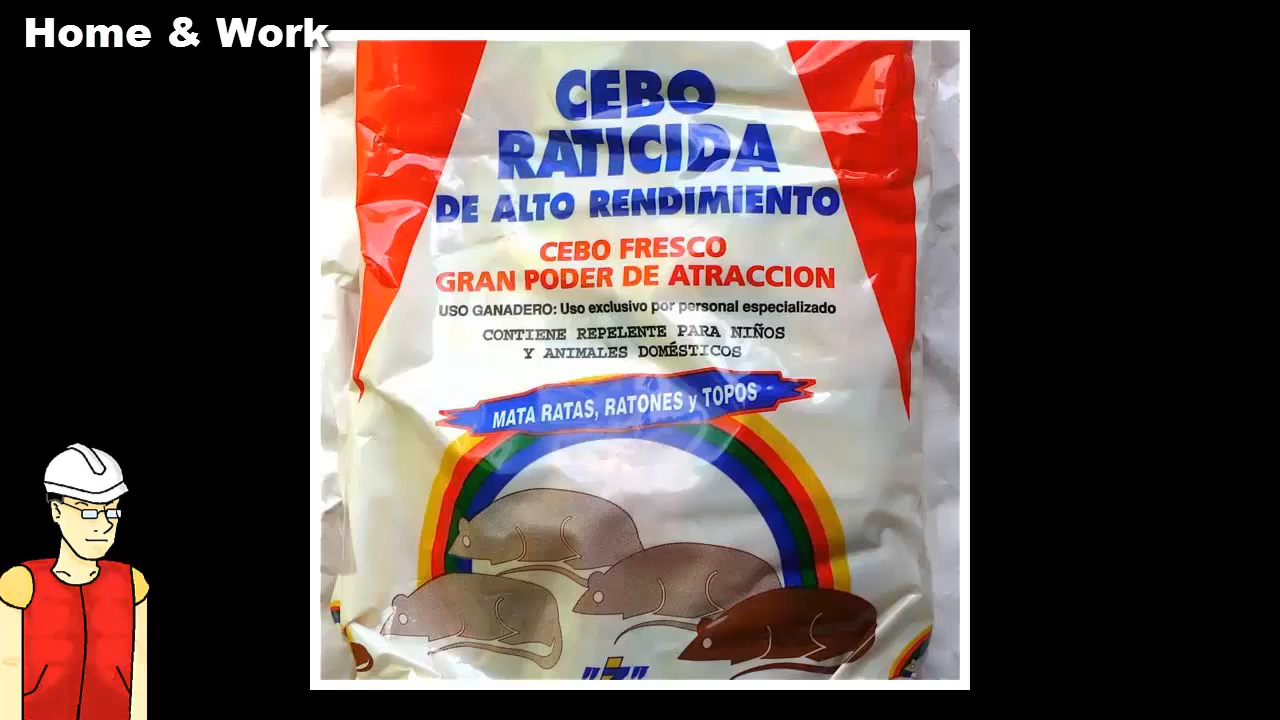 Home & Work
CEBO
RATICIDA
DE ALTO RENDIMIENTO
CEBO FRESCO
GRAN PODER DE ATRACCION
USO GANADERO: Uso exclusivo por personal especializado
CONTIENE REPELENTE PARA NIÑOS
Y ANIMALES DOMÉSTICOS
MATA RATAS, RATONES y TOPOS